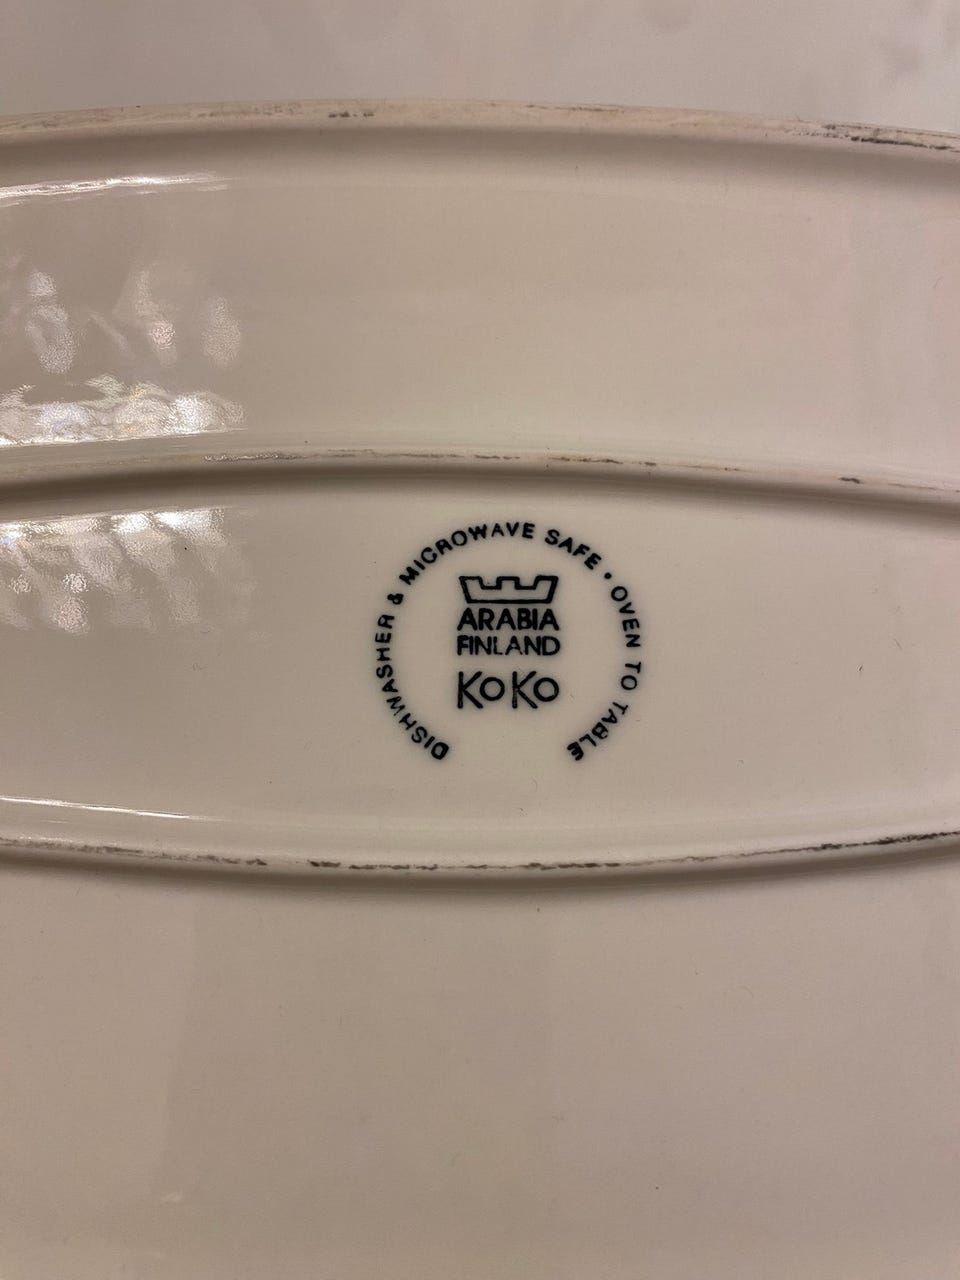 DISHWASHER & MICROWAVE SAFE • OVEN TO TABLE
ARABIA
FINLAND
KoKo